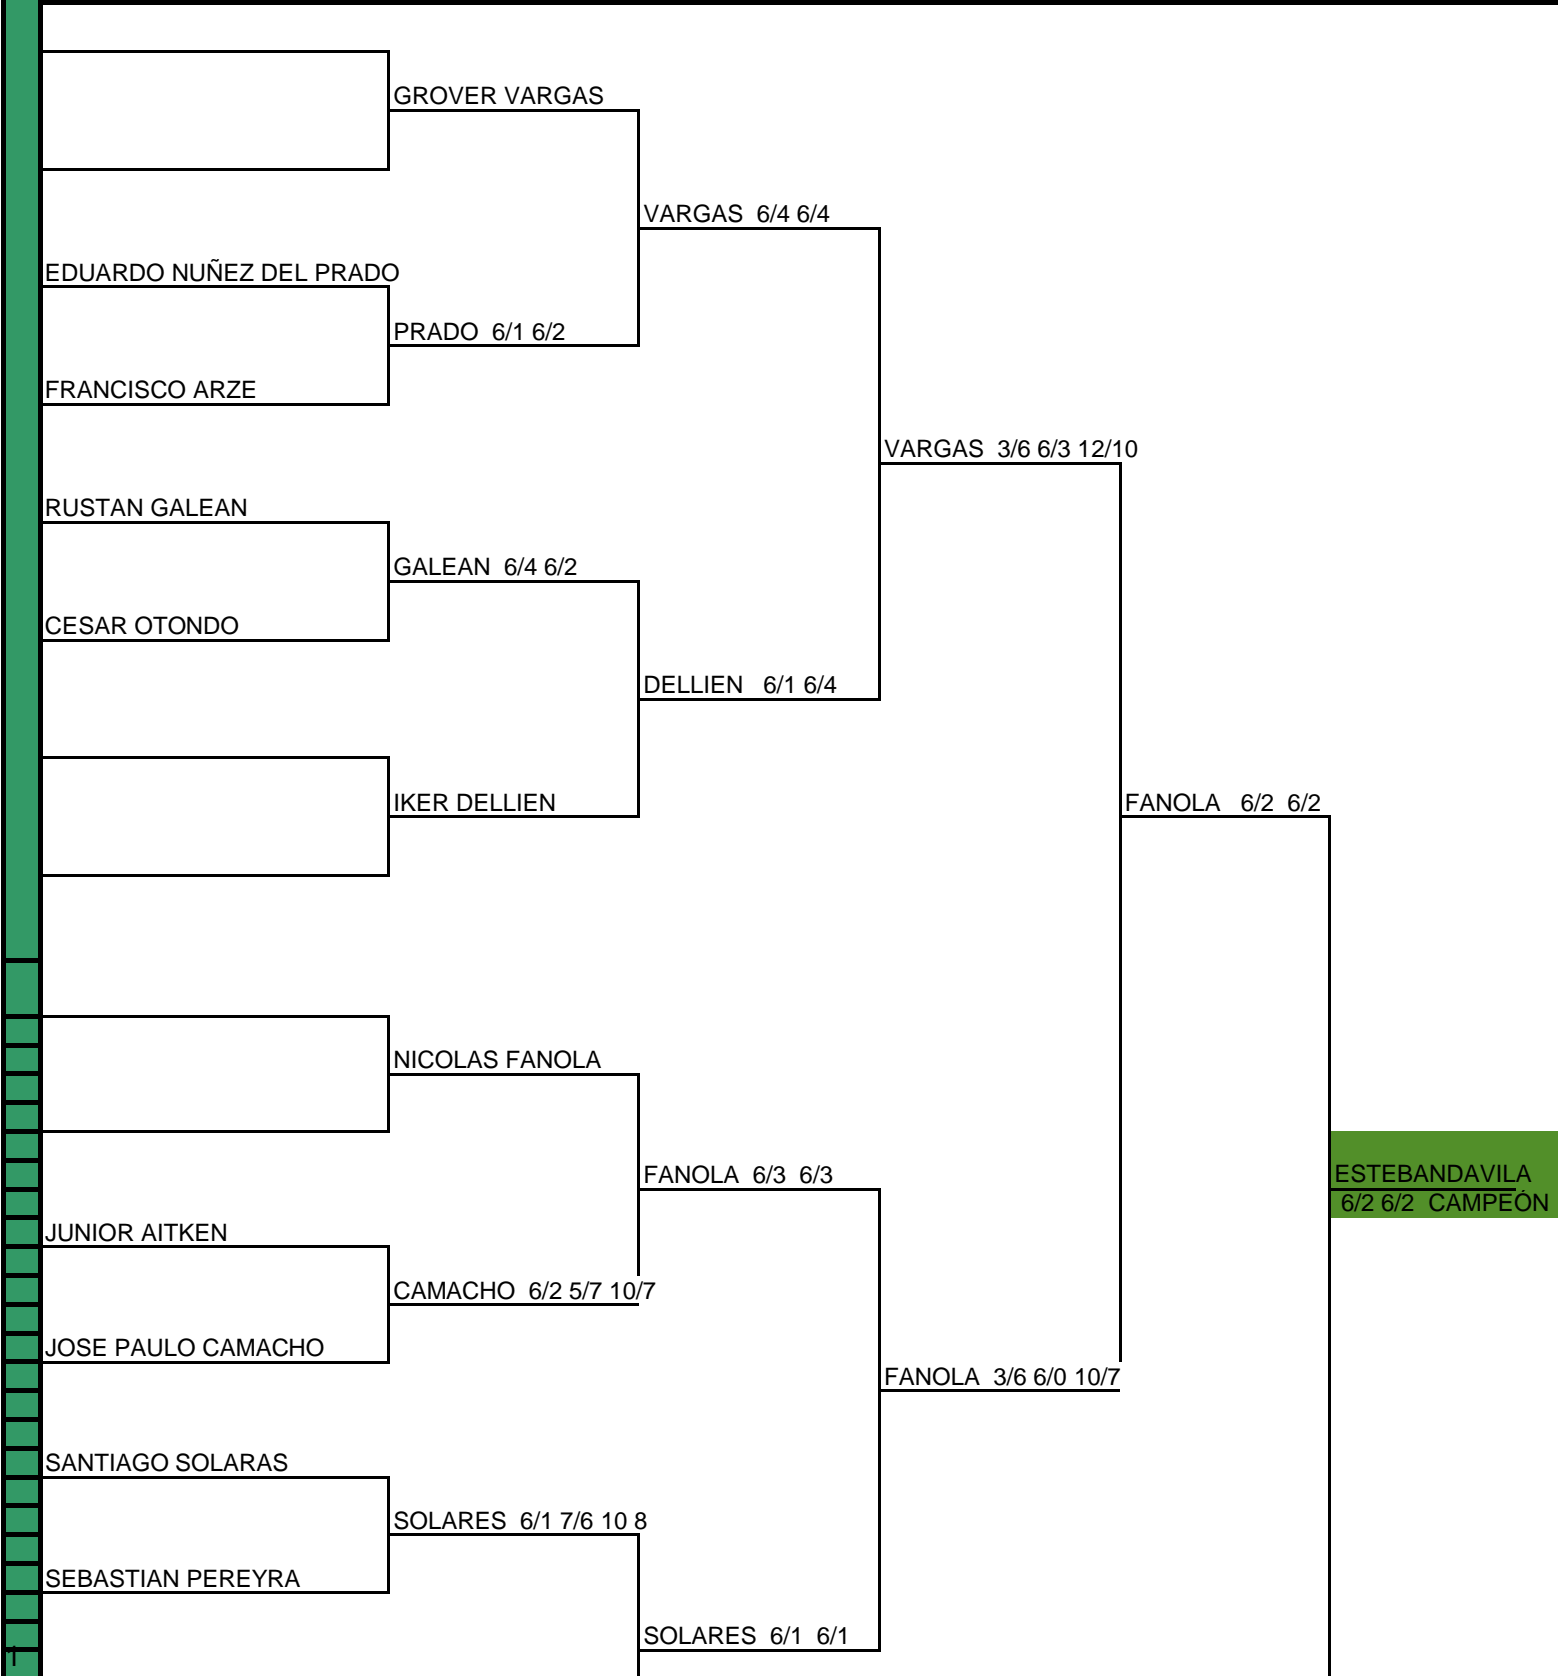 GROVER VARGAS
VARGAS 6/4 6/4
EDUARDO NUÑEZ DEL PRADO
PRADO 6/1 6/2
FRANCISCO ARZE
VARGAS 3/6 6/3 12/10
RUSTAN GALEAN
GALEAN 6/4 6/2
CESAR OTONDO
DELLIEN 6/1 6/4
IKER DELLIEN
FANOLA 6/2 6/2
NICOLAS FANOLA
FANOLA 6/3 6/3
ESTEBANDAVILA
6/2 6/2 CAMPEÓN
JUNIOR AITKEN
CAMACHO 6/2 5/7 10/7
JOSE PAULO CAMACHO
FANOLA 3/6 6/0 10/7
SANTIAGO SOLARAS
SOLARES 6/1 7/6 10 8
SEBASTIAN PEREYRA
SOLARES 6/1 6/1
1